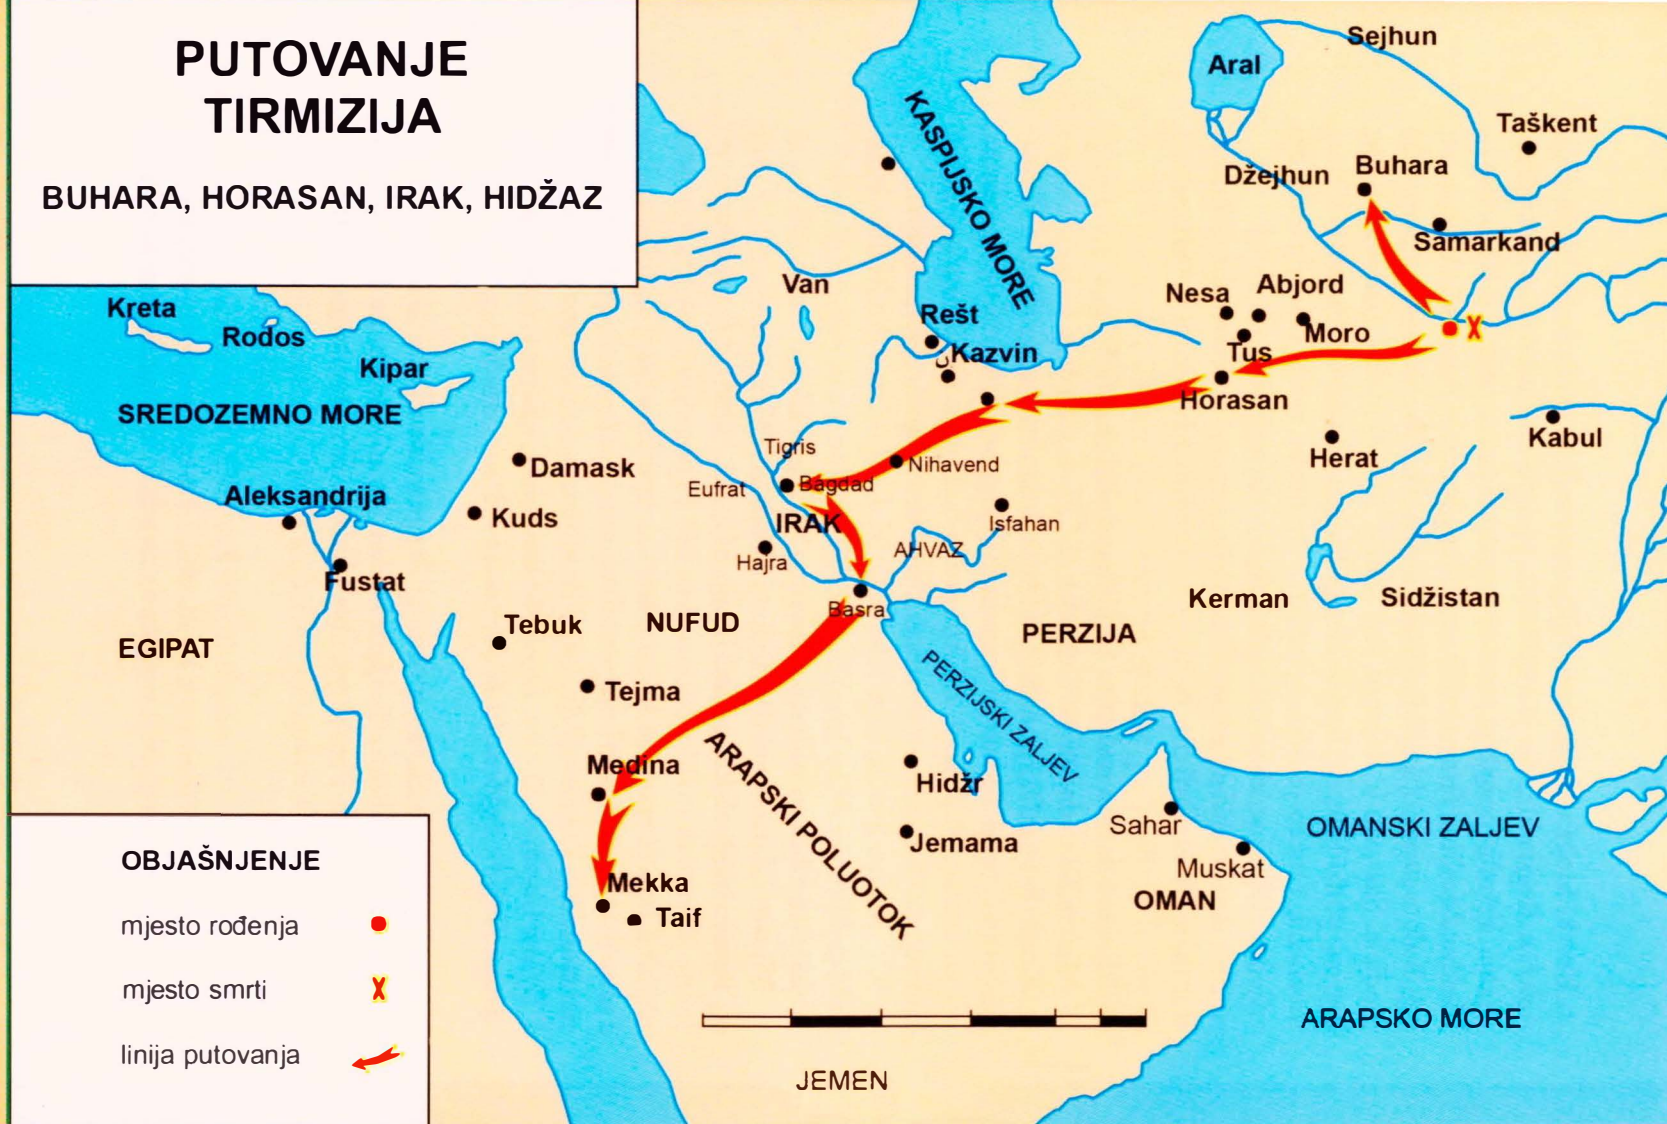 PUTOVANJE
TIRMIZIJA
BUHARA, HORASAN, IRAK, HIDŽAZ
Sejhun
Aral
Taškent
KASPIJSKO MORE
Buhara
Džejhun
Samarkand
Van
Nesa
Abjord
Kreta
Rodos
Rešt
Moro
X
Kipar
Kazvin
Tus
SREDOZEMNO MORE
Horasan
Kabul
Herat
Tigris
Damask
Nihavend
Bagdad
Eufrat
Aleksandrija
Kuds
IRAK
Isfahan
AHVAZ
Hajra
Fustat
Basra
Kerman
Sidžistan
Tebuk
NUFUD
PERZIJA
EGIPAT
PERZIJSKI ZALJEV
Tejma
Medina
ARAPSKI POLUOTOK
Hidžr
Sahar
OMANSKI ZALJEV
Jemama
Muskat
Mekka
OMAN
Taif
ARAPSKO MORE
JEMEN
OBJAŠNJENJE
mjesto rođenja
mjesto smrti X
linija putovanja